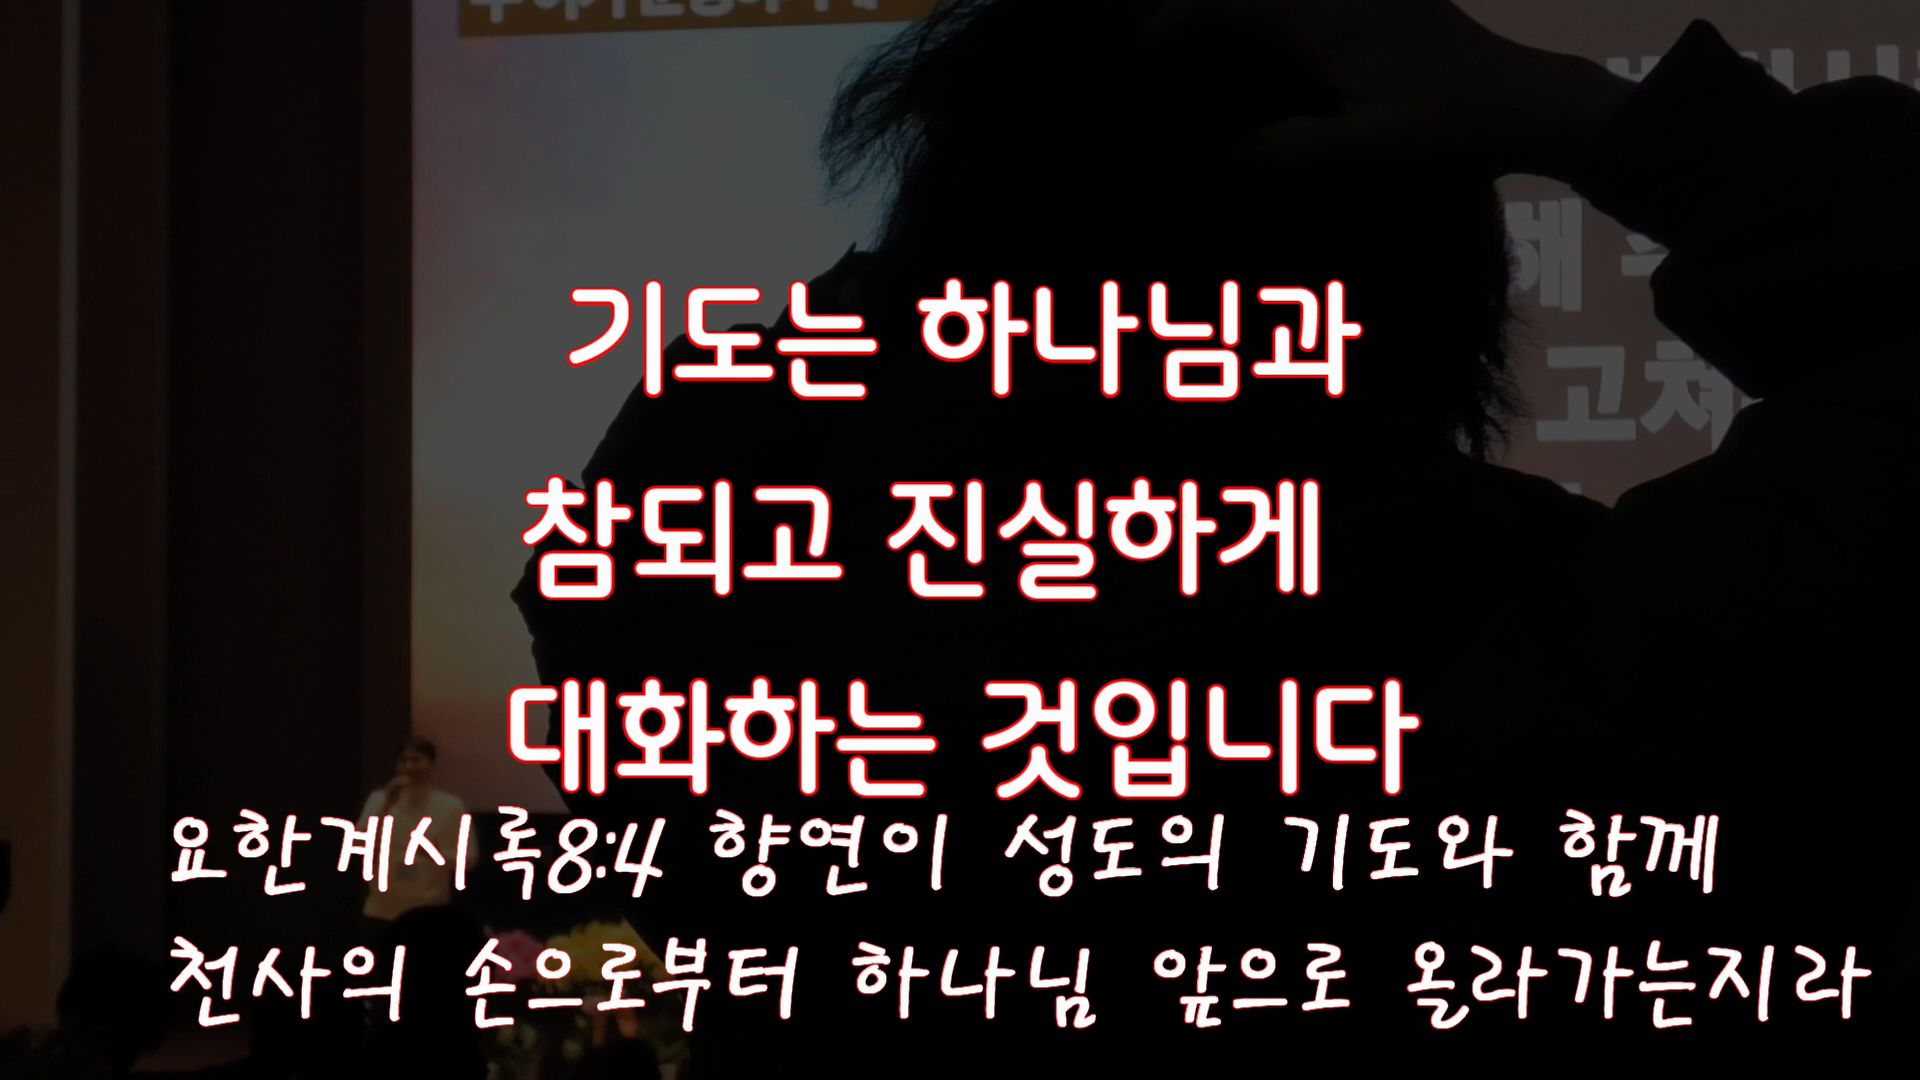 해
고쳐
기도는 하나님과
참되고 진실하게
대화하는 것입니다
요한계시록8:4 향연이 성도의 기도와 함께
천사의 손으로부터 하나님 앞으로 올라가는지라